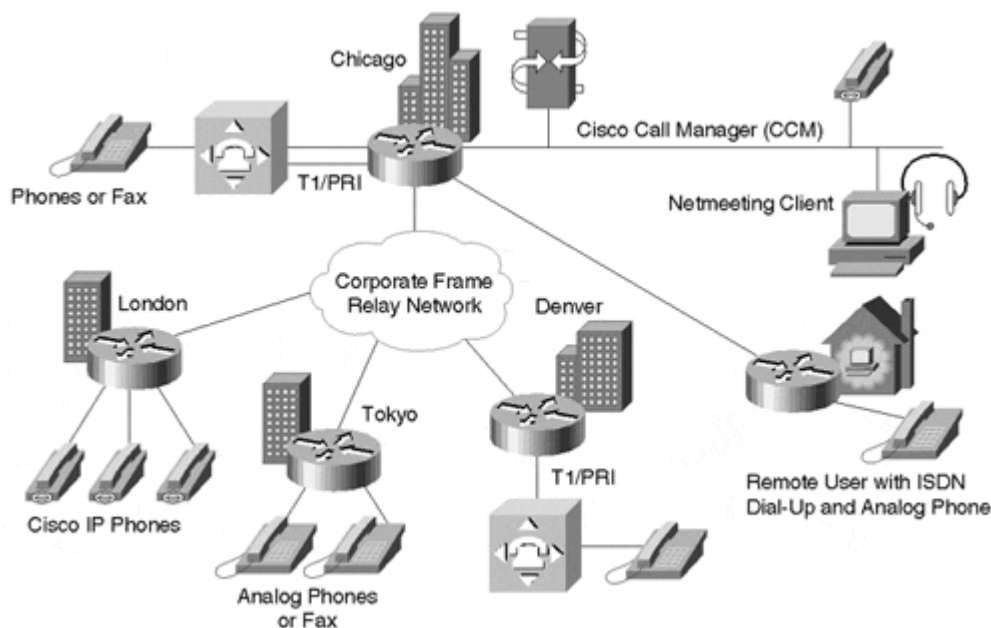 Chicago
Cisco Call Manager (CCM)
Phones or Fax
T1/PRI
Netmeeting Client
Corporate Frame
Relay Network
London
Denver
Tokyo
Cisco IP Phones
T1/PRI
Remote User with ISDN
Dial-Up and Analog Phone
Analog Phones
or Fax